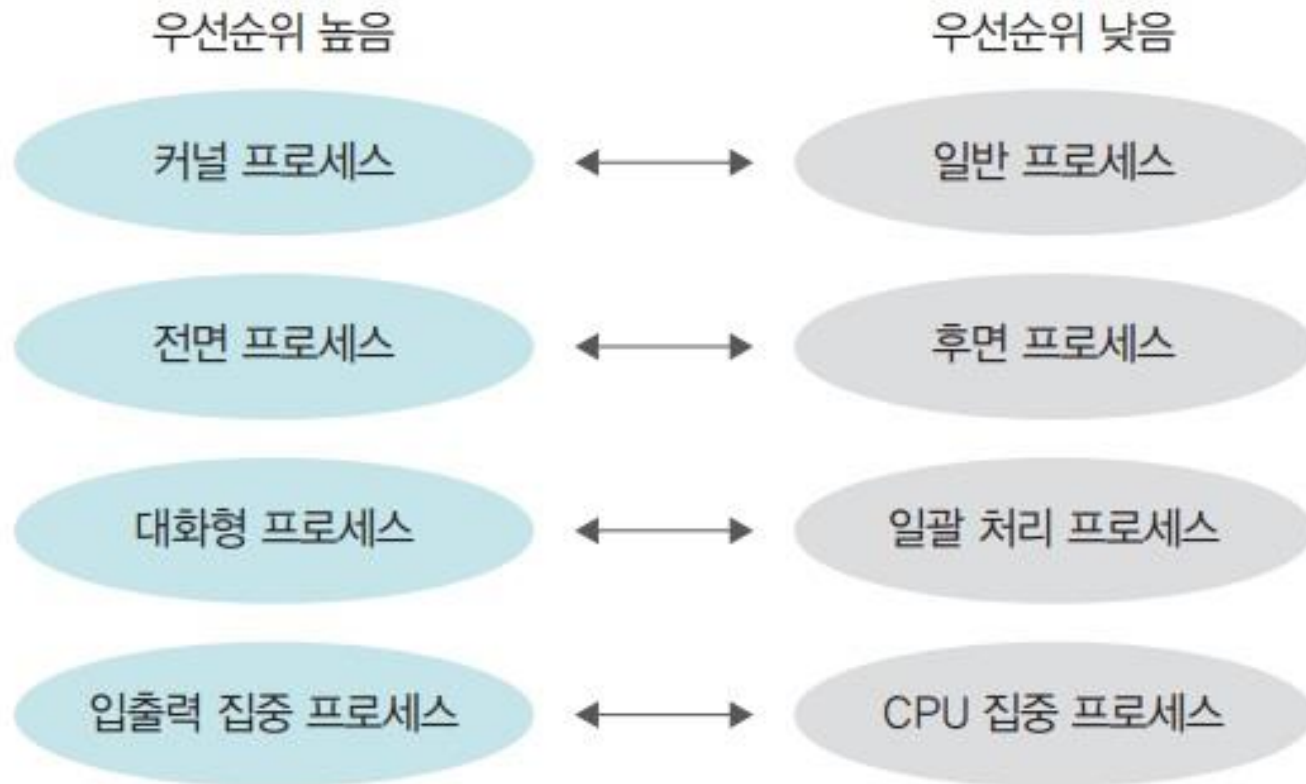 우선순위 높음
우선순위 낮음
커널 프로세스
일반 프로세스
전면 프로세스
후면 프로세스
대화형 프로세스
일괄 처리 프로세스
입출력 집중 프로세스
CPU 집중 프로세스